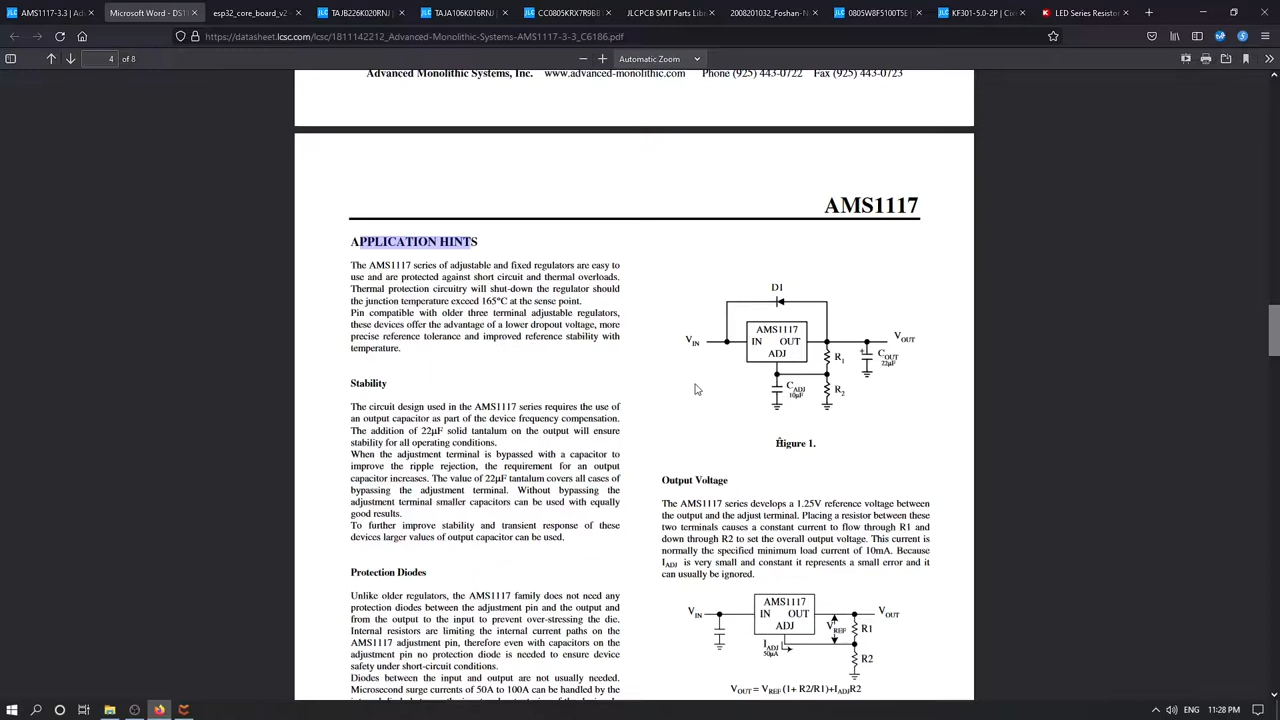 AMS1117-3.3 | Ad
Microsoft Word - DS1
esp32_core_board_v2
TAJB226K020RNJ
TAJA106K016RNJ
CC0805KRX7R9BB
JLCPCB SMT Parts Lib
2008201032_Foshan-N
0805W8F5100T5E
KF301-5.0-2P | Ci
LED Series Resistor
https://datasheet.lcsc.com/lcsc/1811142212_Advanced-Monolithic-Systems-AMS1117-3-3_C6186.pdf
4 of 8
Automatic Zoom
Advanced Monolithic Systems, Inc. www.advanced-monolithic.com Phone (925) 443-0722 Fax (925) 443-0723
AMS1117
APPLICATION HINTS
The AMS1117 series of adjustable and fixed regulators are easy to
use and are protected against short circuit and thermal overloads.
Thermal protection circuitry will shut-down the regulator should
the junction temperature exceed 165°C at the sense point.
Pin compatible with older three terminal adjustable regulators,
these devices offer the advantage of a lower dropout voltage, more
precise reference tolerance and improved reference stability with
temperature.
Stability
The circuit design used in the AMS1117 series requires the use of
an output capacitor as part of the device frequency compensation.
The addition of 22µF solid tantalum on the output will ensure
stability for all operating conditions.
When the adjustment terminal is bypassed with a capacitor to
improve the ripple rejection, the requirement for an output
capacitor increases. The value of 22µF tantalum covers all cases of
bypassing the adjustment terminal. Without bypassing the
adjustment terminal smaller capacitors can be used with equally
good results.
To further improve stability and transient response of these
devices larger values of output capacitor can be used.
Protection Diodes
Unlike older regulators, the AMS1117 family does not need any
protection diodes between the adjustment pin and the output and
from the output to the input to prevent over-stressing the die.
Internal resistors are limiting the internal current paths on the
AMS1117 adjustment pin, therefore even with capacitors on the
adjustment pin no protection diode is needed to ensure device
safety under short-circuit conditions.
Diodes between the input and output are not usually needed.
Microsecond surge currents of 50A to 100A can be handled by the
D1
AMS1117
VIN
IN OUT
VOUT
ADJ
R1
+
COUT
22µF
CADJ
10µF
R2
Figure 1.
Output Voltage
The AMS1117 series develops a 1.25V reference voltage between
the output and the adjust terminal. Placing a resistor between these
two terminals causes a constant current to flow through R1 and
down through R2 to set the overall output voltage. This current is
normally the specified minimum load current of 10mA. Because
IADJ is very small and constant it represents a small error and it
can usually be ignored.
AMS1117
VIN
IN OUT
VOUT
ADJ
VREF
R1
IADJ
50µA
R2
VOUT = VREF (1+ R2/R1)+IADJR2
ENG
11:28 PM